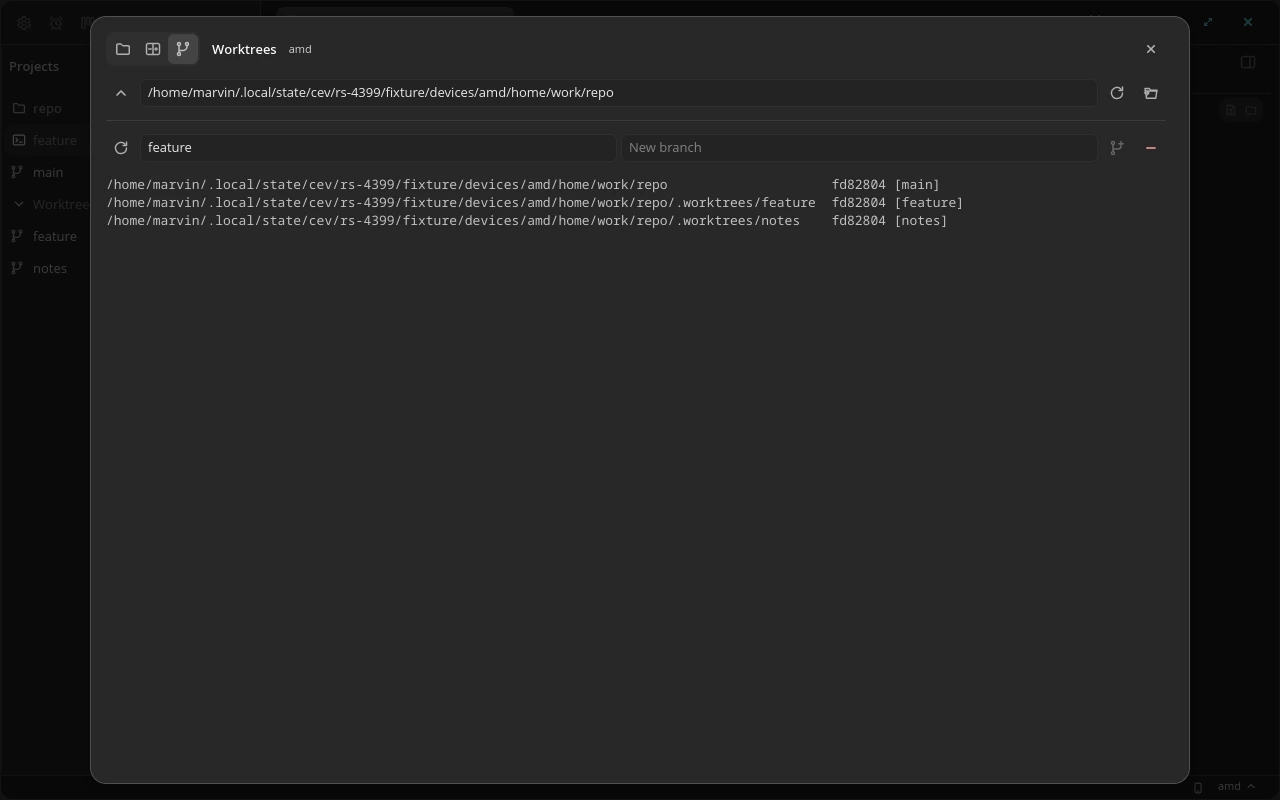 Worktrees amd
Projects
/home/marvin/.local/state/cev/rs-4399/fixture/devices/amd/home/work/repo
repo
feature
main
Worktree
feature
notes
feature New branch
/home/marvin/.local/state/cev/rs-4399/fixture/devices/amd/home/work/repo fd82804 [main]
/home/marvin/.local/state/cev/rs-4399/fixture/devices/amd/home/work/repo/.worktrees/feature fd82804 [feature]
/home/marvin/.local/state/cev/rs-4399/fixture/devices/amd/home/work/repo/.worktrees/notes fd82804 [notes]
amd